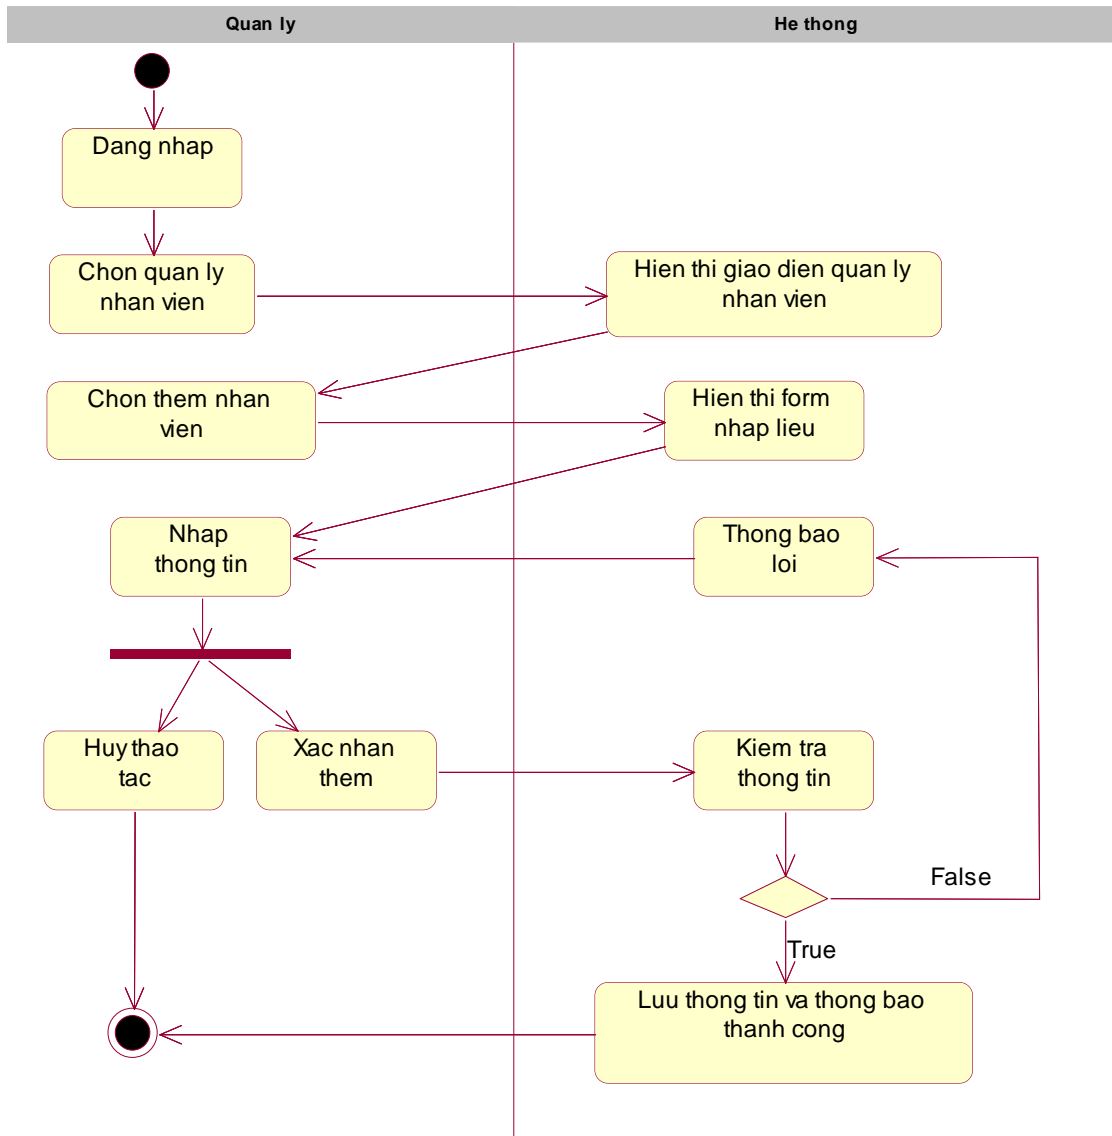 Quan ly
He thong
Dang nhap
Chon quan ly
nhan vien
Hien thi giao dien quan ly
nhan vien
Chon them nhan
vien
Hien thi form
nhap lieu
Nhap
thong tin
Thong bao
loi
Huy thao
tac
Xac nhan
them
Kiem tra
thong tin
False
True
Luu thong tin va thong bao
thanh cong